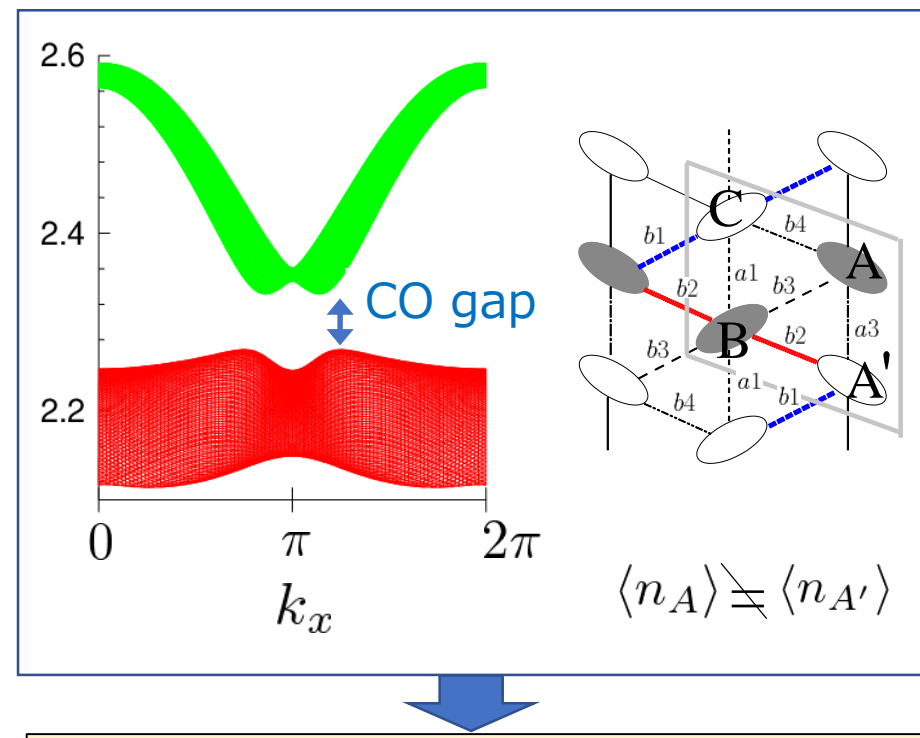 2.6
2.4
2.2
0
π
2π
k_x
CO gap
C
b1
b4
A
a1
b3
b2
B
b2
a3
b3
a1
A'
b4
b1
⟨n_A⟩ ≠ ⟨n_{A'}⟩